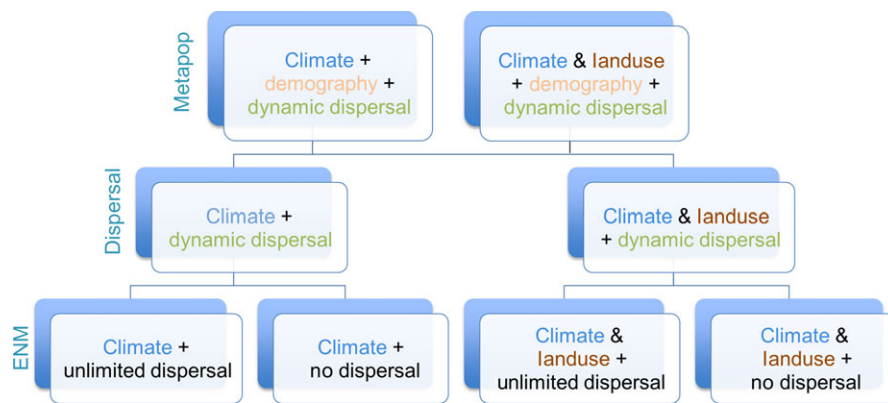 Metapop
Climate +
demography +
dynamic dispersal
Climate & landuse
+ demography +
dynamic dispersal
Dispersal
Climate +
dynamic dispersal
Climate & landuse
+ dynamic dispersal
ENM
Climate +
unlimited dispersal
Climate +
no dispersal
Climate &
landuse +
unlimited dispersal
Climate &
landuse +
no dispersal